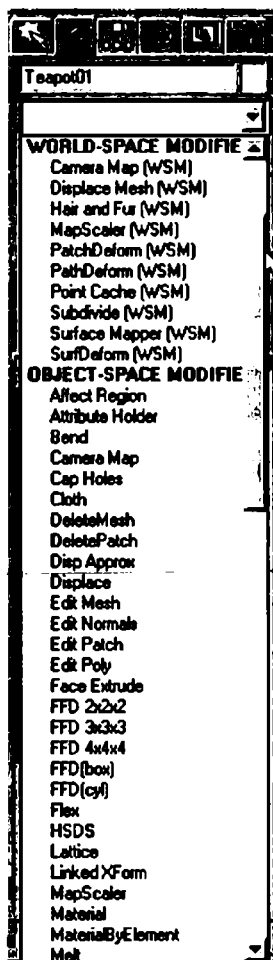 Teapot01
WORLD-SPACE MODIFIE
Camera Map (WSM)
Displace Mesh (WSM)
Hair and Fur (WSM)
MapScaler (WSM)
PatchDeform (WSM)
PathDeform (WSM)
Point Cache (WSM)
Subdivide (WSM)
Surface Mapper (WSM)
SurfDeform (WSM)
OBJECT-SPACE MODIFIE
Affect Region
Attribute Holder
Bend
Camera Map
Cap Holes
Cloth
DeleteMesh
DeletePatch
Disp Approx
Displace
Edit Mesh
Edit Normals
Edit Patch
Edit Poly
Face Extrude
FFD 2x2x2
FFD 3x3x3
FFD 4x4x4
FFD(box)
FFD(cyl)
Flex
HSDS
Lattice
Linked XForm
MapScaler
Material
MaterialByElement
Melt